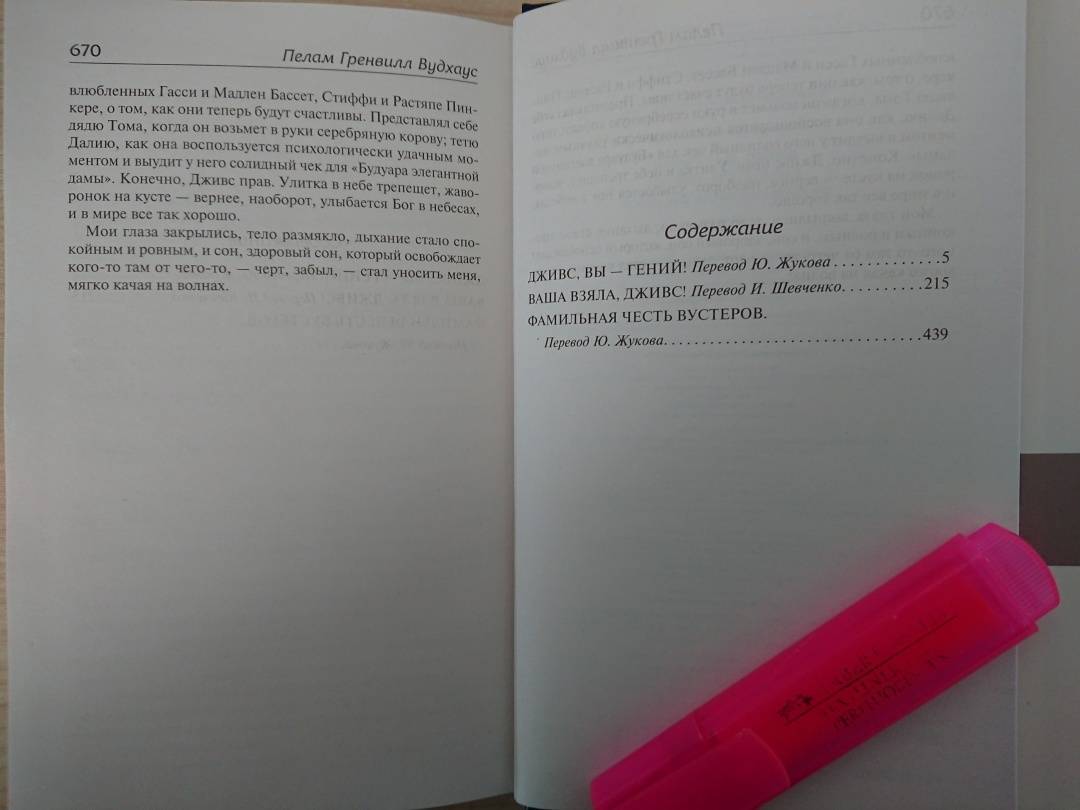 670
Пелам Гренвилл Вудхаус
влюбленных Гасси и Маллен Бассет, Стиффи и Растяпе Пин-
кере, о том, как они теперь будут счастливы. Представлял себе
дядю Тома, когда он возьмет в руки серебряную корову; тетю
Далию, как она воспользуется психологически удачным мо-
ментом и выудит у него солидный чек для «Будуара элегантной
дамы». Конечно, Дживс прав. Улитка в небе трепещет, жаво-
ронок на кусте — вернее, наоборот, улыбается Бог в небесах,
и в мире все так хорошо.
Мои глаза закрылись, тело размякло, дыхание стало спо-
койным и ровным, и сон, здоровый сон, который освобождает
кого-то там от чего-то, — черт, забыл, — стал уносить меня,
мягко качая на волнах.
Содержание
ДЖИВС, ВЫ — ГЕНИЙ! Перевод Ю. Жукова. . . . . . . . . . . . .5
ВАША ВЗЯЛА, ДЖИВС! Перевод И. Шевченко. . . . . . . . . .215
ФАМИЛЬНАЯ ЧЕСТЬ ВУСТЕРОВ.
Перевод Ю. Жукова. . . . . . . . . . . . . . . . . . . . . . . . . . . . . . .439